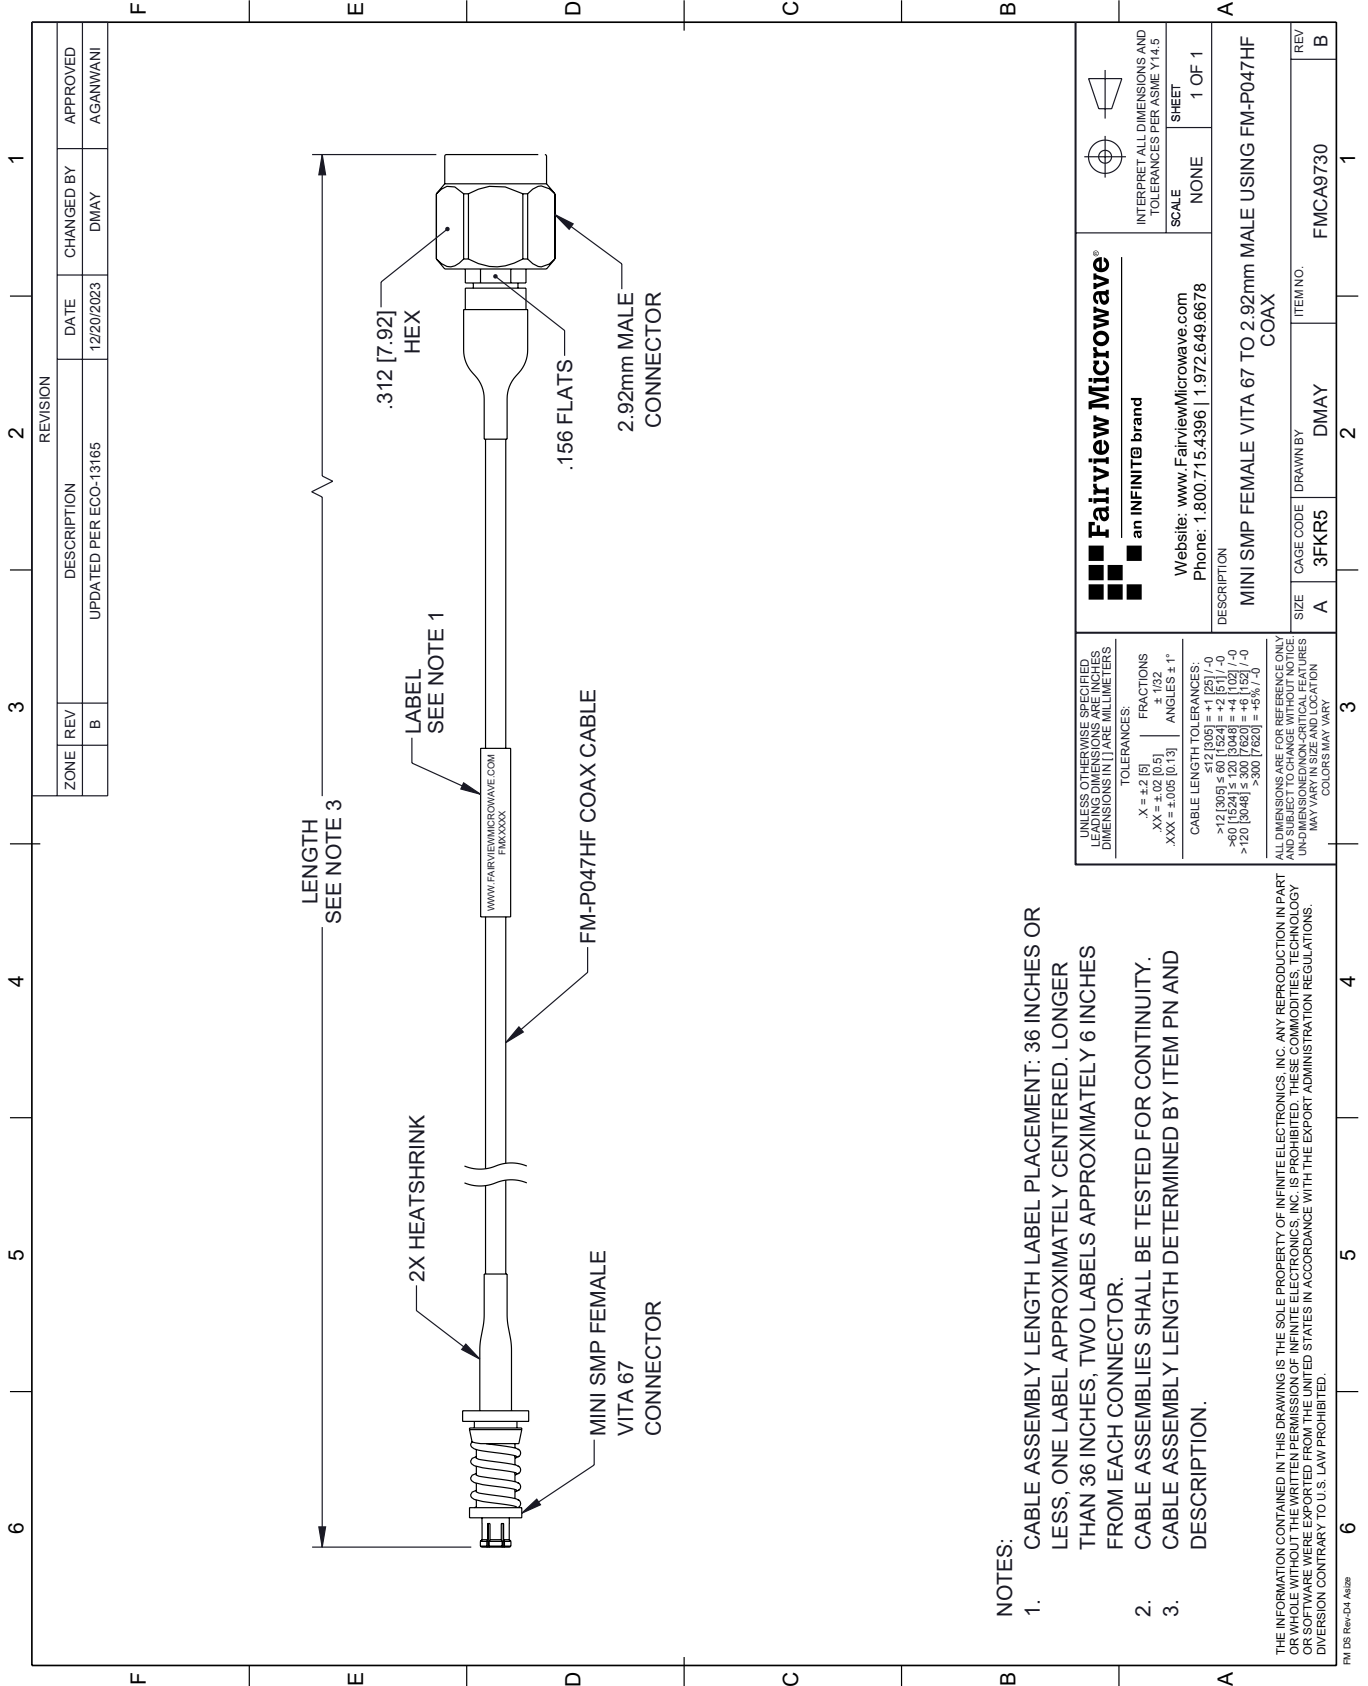 REVISION
ZONE REV DESCRIPTION DATE CHANGED BY APPROVED
B UPDATED PER ECO-13165 12/20/2023 DMAY AGANWANI
6 5 4 3 2 1
F
E
D
C
B
A
LENGTH
SEE NOTE 3
2X HEATSHRINK
LABEL
SEE NOTE 1
.312 [7.92]
HEX
WWW.FAIRVIEWMICROWAVE.COM
FMXXXXX
MINI SMP FEMALE
VITA 67
CONNECTOR
FM-P047HF COAX CABLE
.156 FLATS
2.92mm MALE
CONNECTOR
NOTES:
1. CABLE ASSEMBLY LENGTH LABEL PLACEMENT: 36 INCHES OR
LESS, ONE LABEL APPROXIMATELY CENTERED. LONGER
THAN 36 INCHES, TWO LABELS APPROXIMATELY 6 INCHES
FROM EACH CONNECTOR.
2. CABLE ASSEMBLIES SHALL BE TESTED FOR CONTINUITY.
3. CABLE ASSEMBLY LENGTH DETERMINED BY ITEM PN AND
DESCRIPTION.
THE INFORMATION CONTAINED IN THIS DRAWING IS THE SOLE PROPERTY OF INFINITE ELECTRONICS, INC. ANY REPRODUCTION IN PART
OR WHOLE WITHOUT THE WRITTEN PERMISSION OF INFINITE ELECTRONICS, INC. IS PROHIBITED. THESE COMMODITIES, TECHNOLOGY
OR SOFTWARE WERE EXPORTED FROM THE UNITED STATES IN ACCORDANCE WITH THE EXPORT ADMINISTRATION REGULATIONS.
DIVERSION CONTRARY TO U.S. LAW PROHIBITED.
UNLESS OTHERWISE SPECIFIED
LEADING DIMENSIONS ARE INCHES
DIMENSIONS IN [ ] ARE MILLIMETERS
TOLERANCES:
.X = ±.2 [5] FRACTIONS
.XX = ±.02 [0.5] ± 1/32
.XXX = ±.005 [0.13] ANGLES ± 1°
CABLE LENGTH TOLERANCES:
≤12 [305] = +1 [25] / -0
>12 [305] ≤ 60 [1524] = +2 [51] / -0
>60 [1524] ≤ 120 [3048] = +4 [102] / -0
>120 [3048] ≤ 300 [7620] = +6 [152] / -0
>300 [7620] = +5% / -0
ALL DIMENSIONS ARE FOR REFERENCE ONLY
AND SUBJECT TO CHANGE WITHOUT NOTICE.
UN-DIMENSIONED/NON-CRITICAL FEATURES
MAY VARY IN SIZE AND LOCATION
COLORS MAY VARY
Fairview Microwave®
an INFINIT@ brand
Website: www.FairviewMicrowave.com
Phone: 1.800.715.4396 | 1.972.649.6678
INTERPRET ALL DIMENSIONS AND
TOLERANCES PER ASME Y14.5
SCALE SHEET
NONE 1 OF 1
DESCRIPTION
MINI SMP FEMALE VITA 67 TO 2.92mm MALE USING FM-P047HF
COAX
SIZE CAGE CODE DRAWN BY ITEM NO. REV
A 3FKR5 DMAY FMCA9730 B
6 5 4 3 2 1
F
E
D
C
B
A
FM DS Rev-D4 Asize